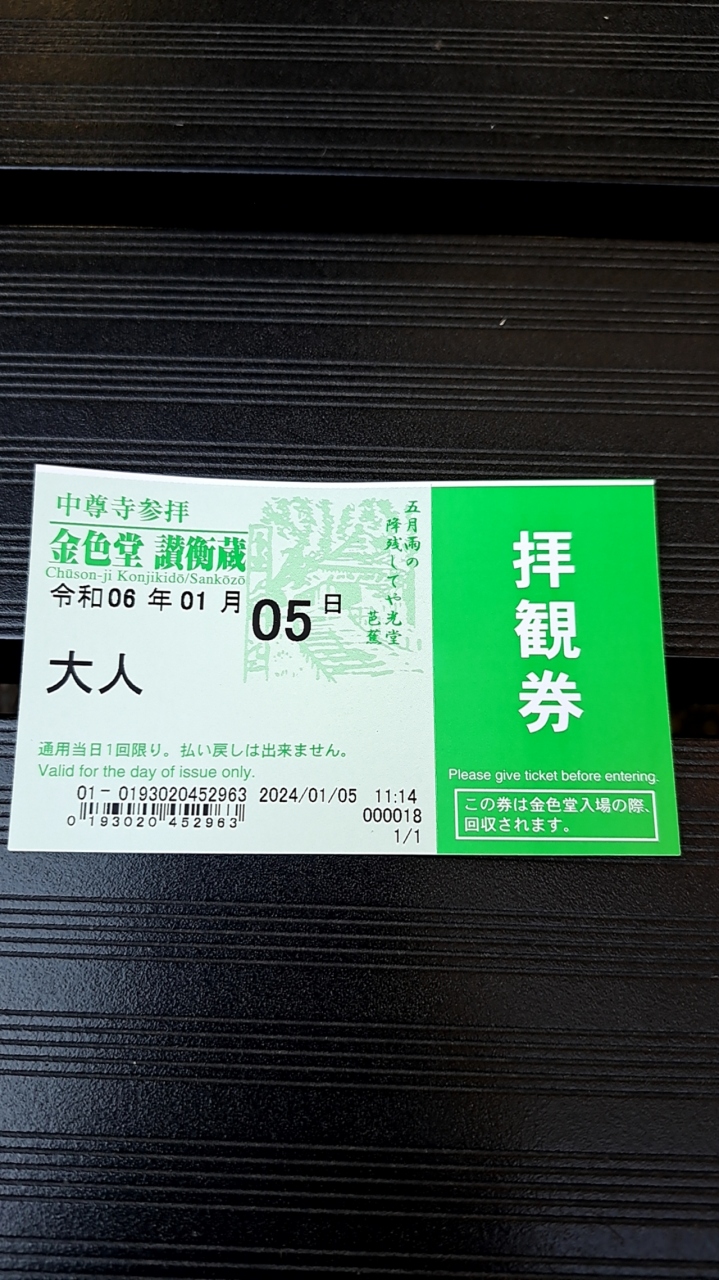 中尊寺参拝
金色堂 讃衡蔵
Chūson-ji Konjikidō/Sankōzō
令和06 年 01 月 05 日
大人
五月雨の
降残してや光堂
芭蕉
通用当日1回限り。払い戻しは出来ません。
Valid for the day of issue only.
01- 0193020452963 2024/01/05 11:14
0 193020 452963
000018
1/1
拝観券
Please give ticket before entering.
この券は金色堂入場の際、
回収されます。